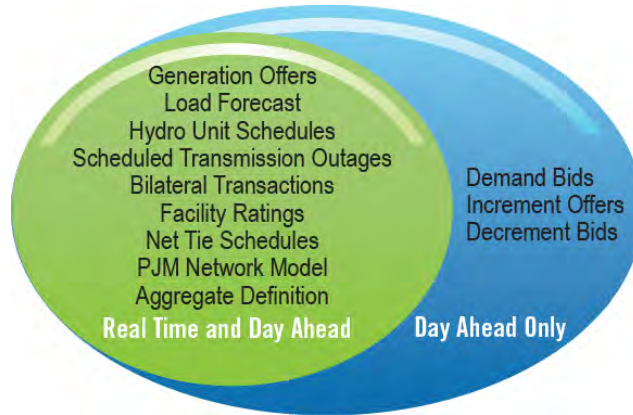 Generation Offers
Load Forecast
Hydro Unit Schedules
Scheduled Transmission Outages
Bilateral Transactions
Facility Ratings
Net Tie Schedules
PJM Network Model
Aggregate Definition
Real Time and Day Ahead
Demand Bids
Increment Offers
Decrement Bids
Day Ahead Only